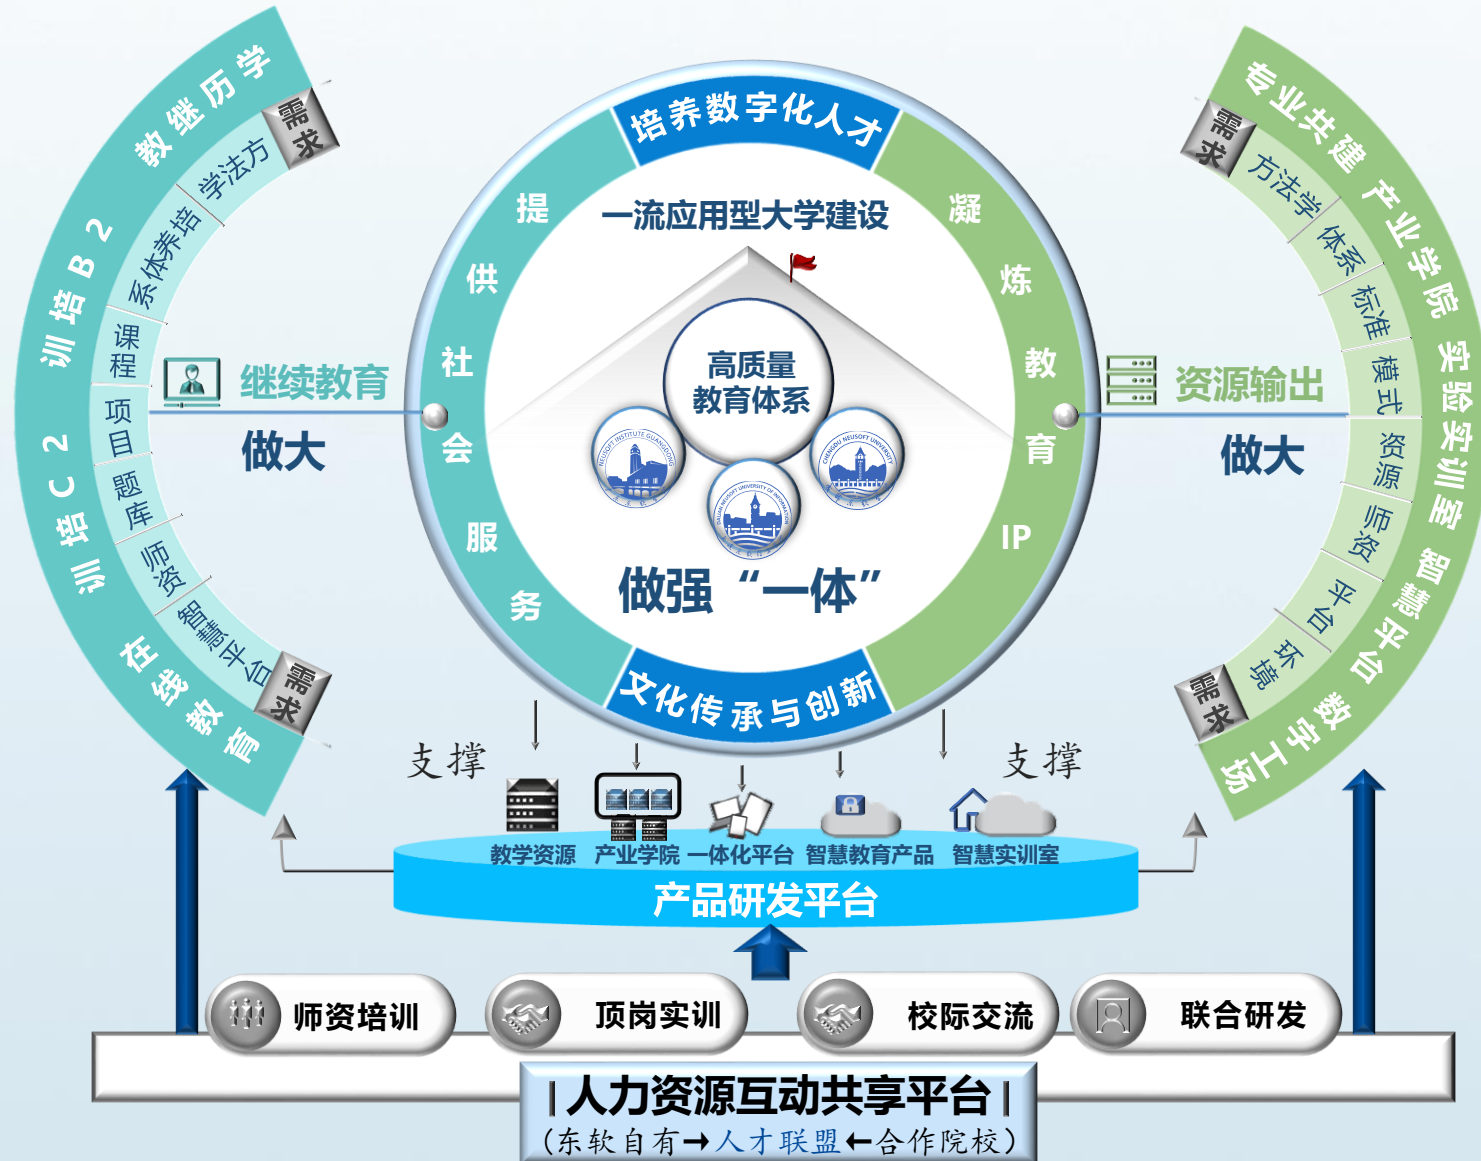 教继历学
训培B2
训培C2
在线教育
需求
学法方
系体养培
课程
项目
题库
师资
智慧平台
需求
继续教育
做大
培养数字化人才
提供社会服务
凝炼教育IP
文化传承与创新
一流应用型大学建设
高质量
教育体系
NEUSOFT INSTITUTE GUANGDONG
CHENGDU NEUSOFT UNIVERSITY
DALIAN NEUSOFT UNIVERSITY OF INFORMATION
做强“一体”
资源输出
做大
专业共建 产业学院 实验实训室 智慧平台 数字工场
需求
方法学
体系
标准
模式
资源
师资
平台
环境
需求
支撑
支撑
教学资源
产业学院
一体化平台
智慧教育产品
智慧实训室
产品研发平台
师资培训
顶岗实训
校际交流
联合研发
|人力资源互动共享平台|
(东软自有→人才联盟←合作院校)